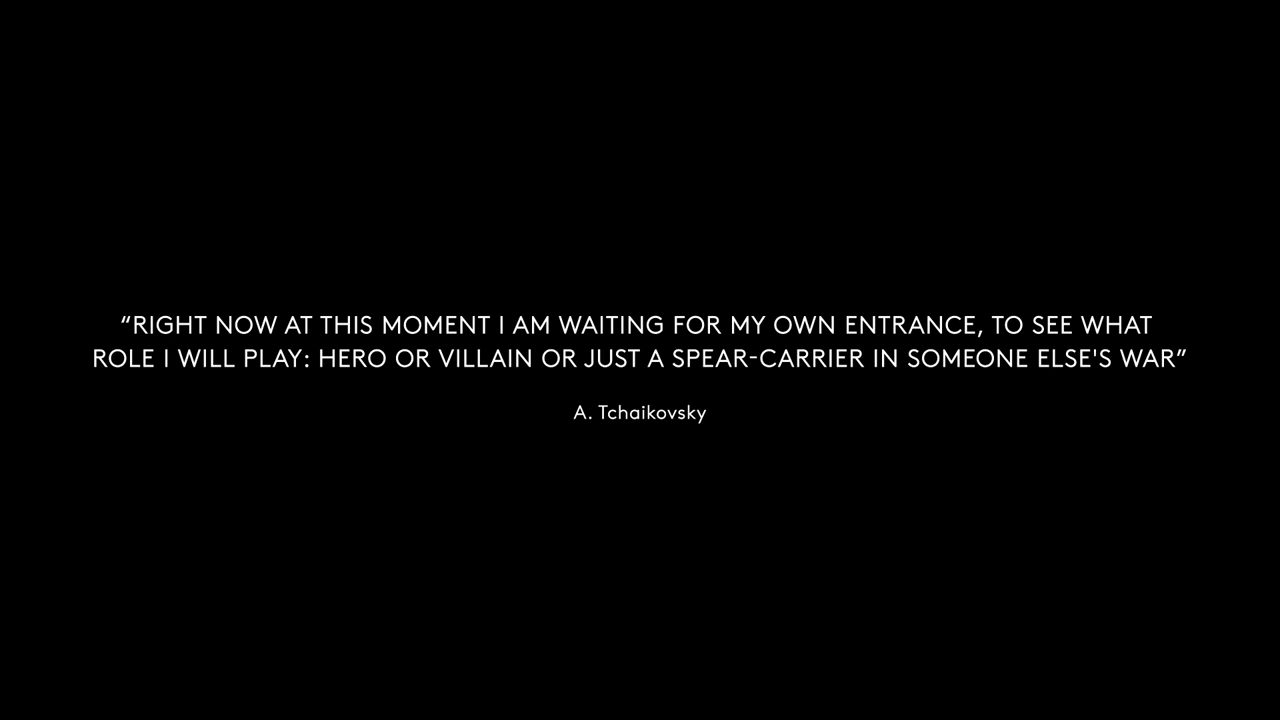 “RIGHT NOW AT THIS MOMENT I AM WAITING FOR MY OWN ENTRANCE, TO SEE WHAT
ROLE I WILL PLAY: HERO OR VILLAIN OR JUST A SPEAR-CARRIER IN SOMEONE ELSE'S WAR”
A. Tchaikovsky